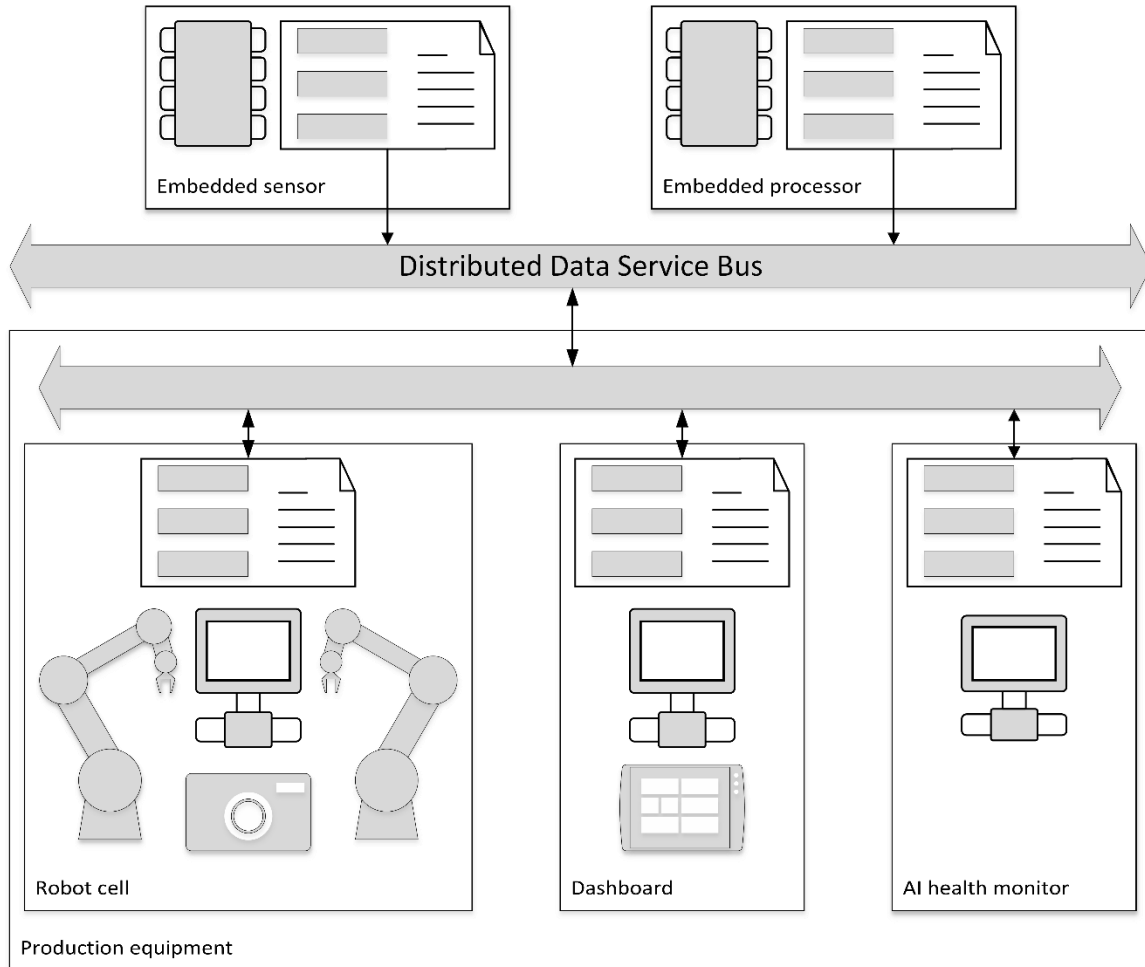 Embedded sensor
Embedded processor
Distributed Data Service Bus
Robot cell
Dashboard
AI health monitor
Production equipment